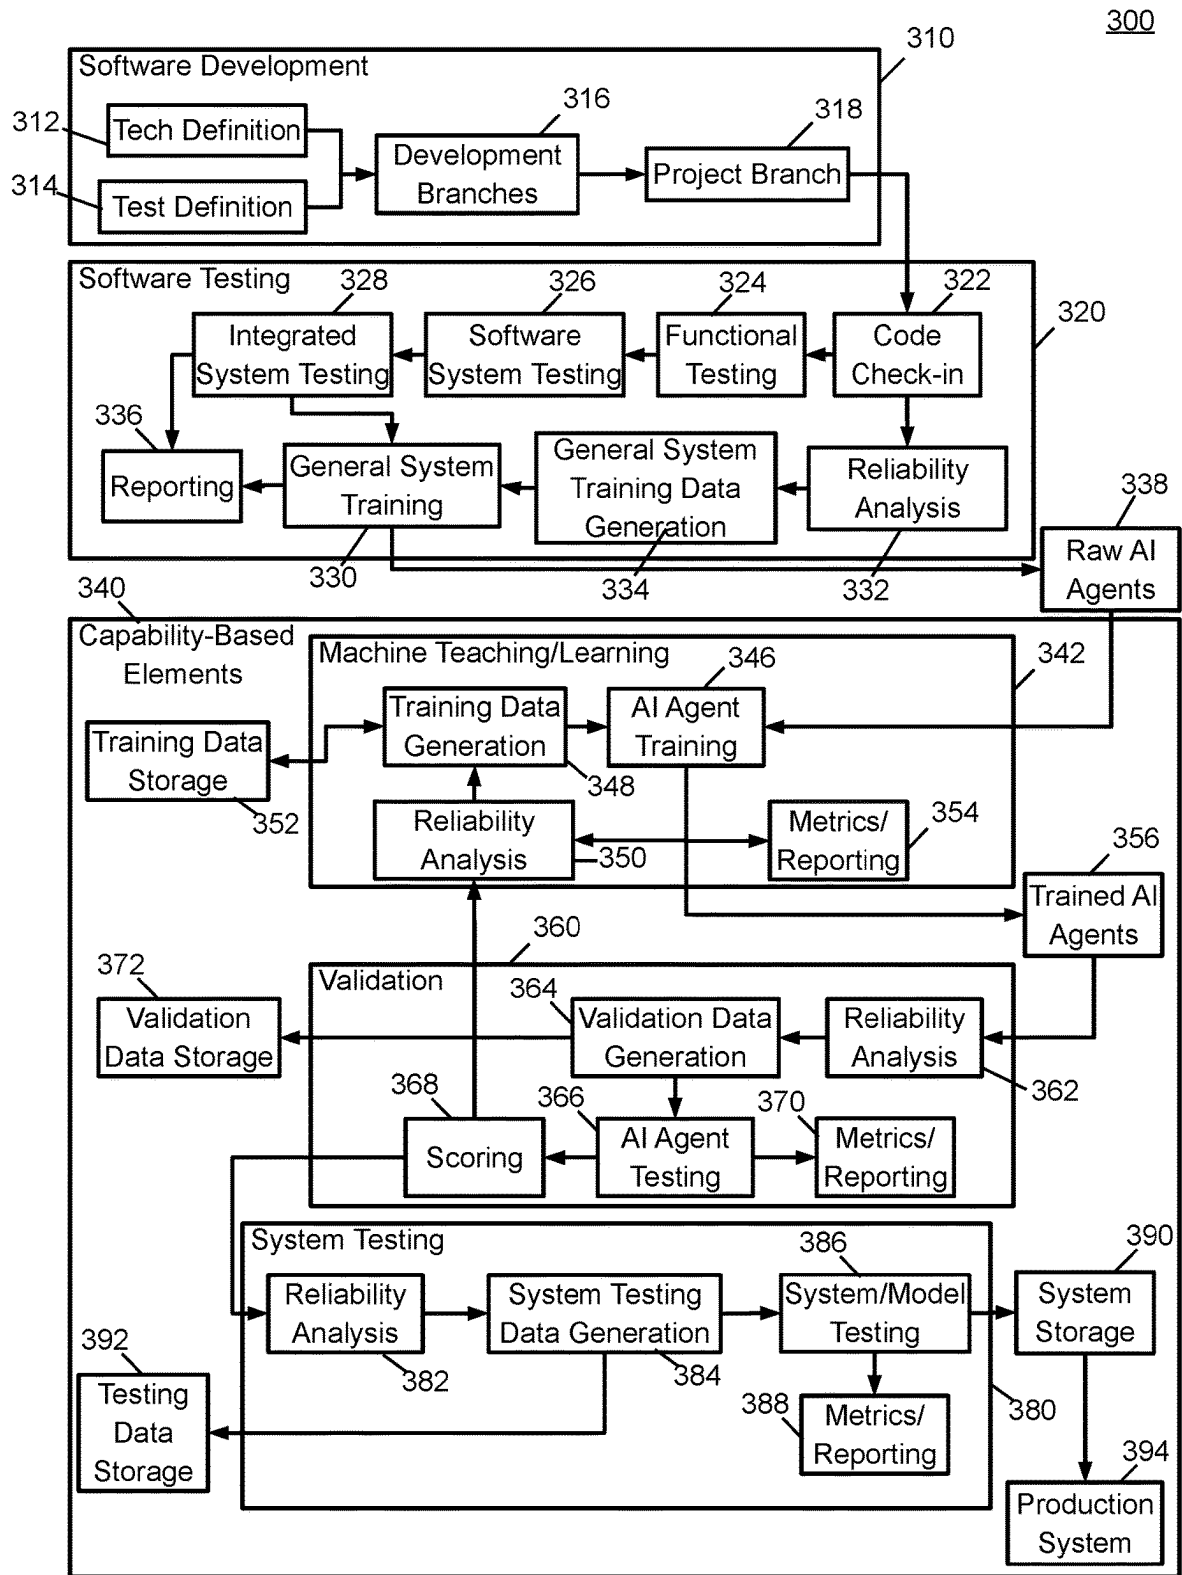 300
310
Software Development
316
318
312
Tech Definition
Development
Branches
Project Branch
314
Test Definition
Software Testing
328
326
324
322
320
Integrated
System Testing
Software
System Testing
Functional
Testing
Code
Check-in
336
Reporting
General System
Training
General System
Training Data
Generation
Reliability
Analysis
338
330
334
332
Raw AI
Agents
340
Capability-Based
Elements
Machine Teaching/Learning
346
342
Training Data
Generation
AI Agent
Training
Training Data
Storage
348
352
Reliability
Analysis
350
Metrics/
Reporting
354
356
Trained AI
Agents
360
372
Validation
364
Validation
Data Storage
Validation Data
Generation
Reliability
Analysis
362
368
366
370
Scoring
AI Agent
Testing
Metrics/
Reporting
System Testing
386
390
Reliability
Analysis
System Testing
Data Generation
System/Model
Testing
System
Storage
392
382
384
Testing
Data
Storage
388
Metrics/
Reporting
380
394
Production
System